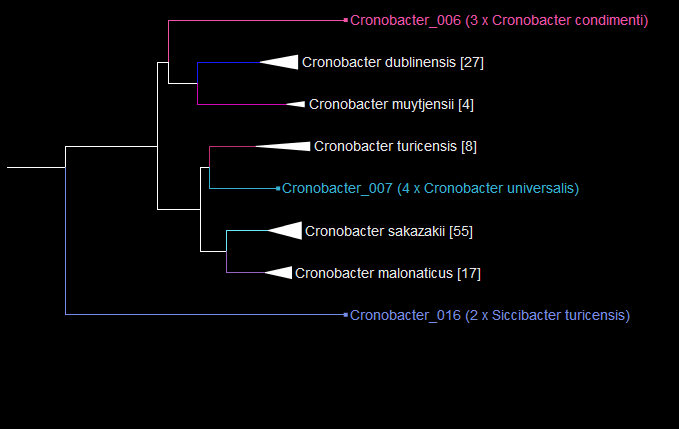 Cronobacter_006 (3 x Cronobacter condimenti)
Cronobacter dublinensis [27]
Cronobacter muytjensii [4]
Cronobacter turicensis [8]
Cronobacter_007 (4 x Cronobacter universalis)
Cronobacter sakazakii [55]
Cronobacter malonaticus [17]
Cronobacter_016 (2 x Siccibacter turicensis)